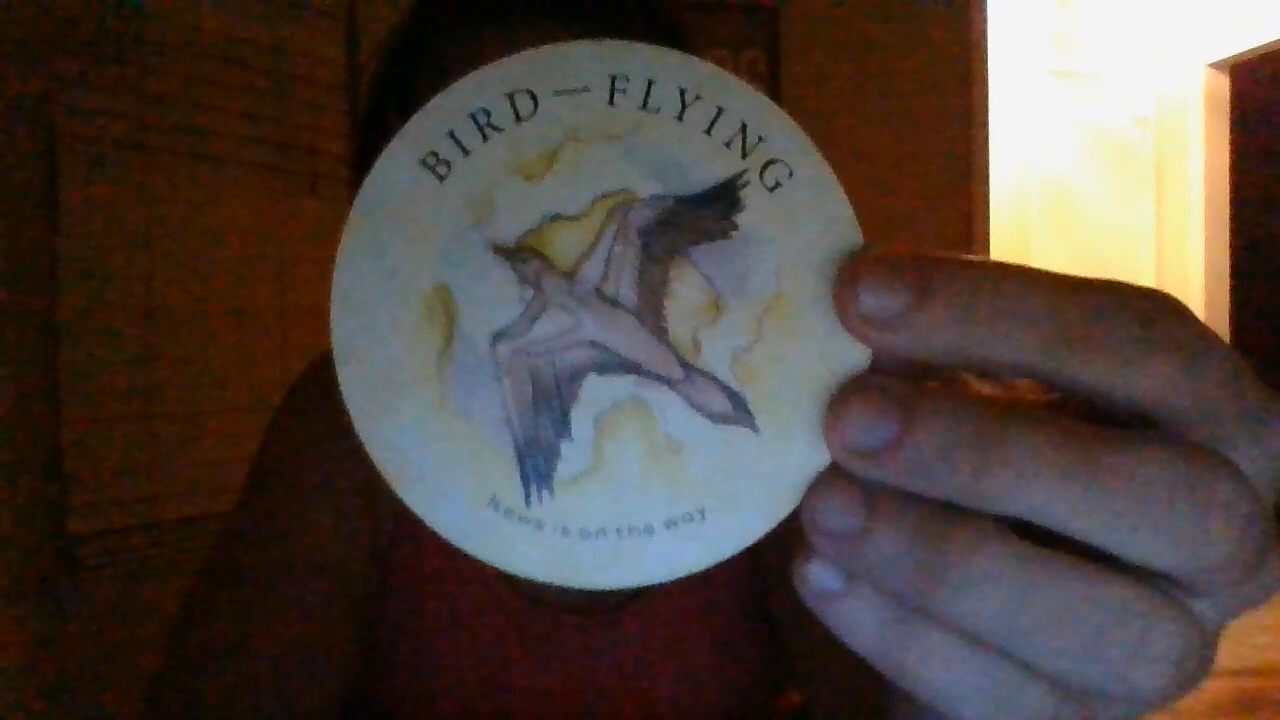 BIRD — FLYING
News is on the way.